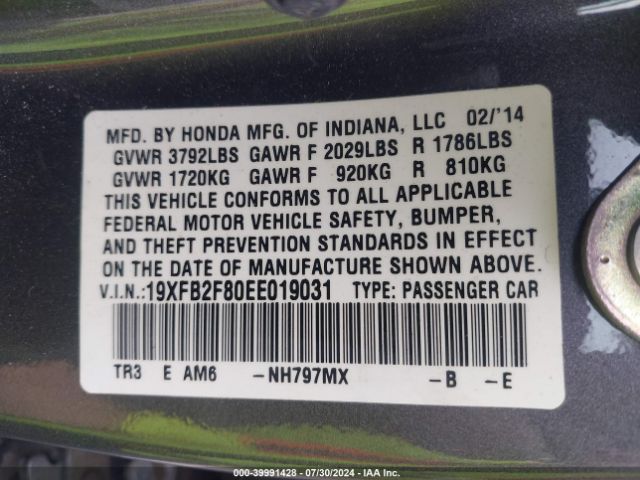 MFD. BY HONDA MFG. OF INDIANA, LLC 02/'14
GVWR 3792LBS GAWR F 2029LBS R 1786LBS
GVWR 1720KG GAWR F 920KG R 810KG
THIS VEHICLE CONFORMS TO ALL APPLICABLE
FEDERAL MOTOR VEHICLE SAFETY, BUMPER,
AND THEFT PREVENTION STANDARDS IN EFFECT
ON THE DATE OF MANUFACTURE SHOWN ABOVE.
V.I.N.:19XFB2F80EE019031 TYPE: PASSENGER CAR
TR3 E AM6 -NH797MX -B -E
000-39991428 - 07/30/2024 - IAA Inc.